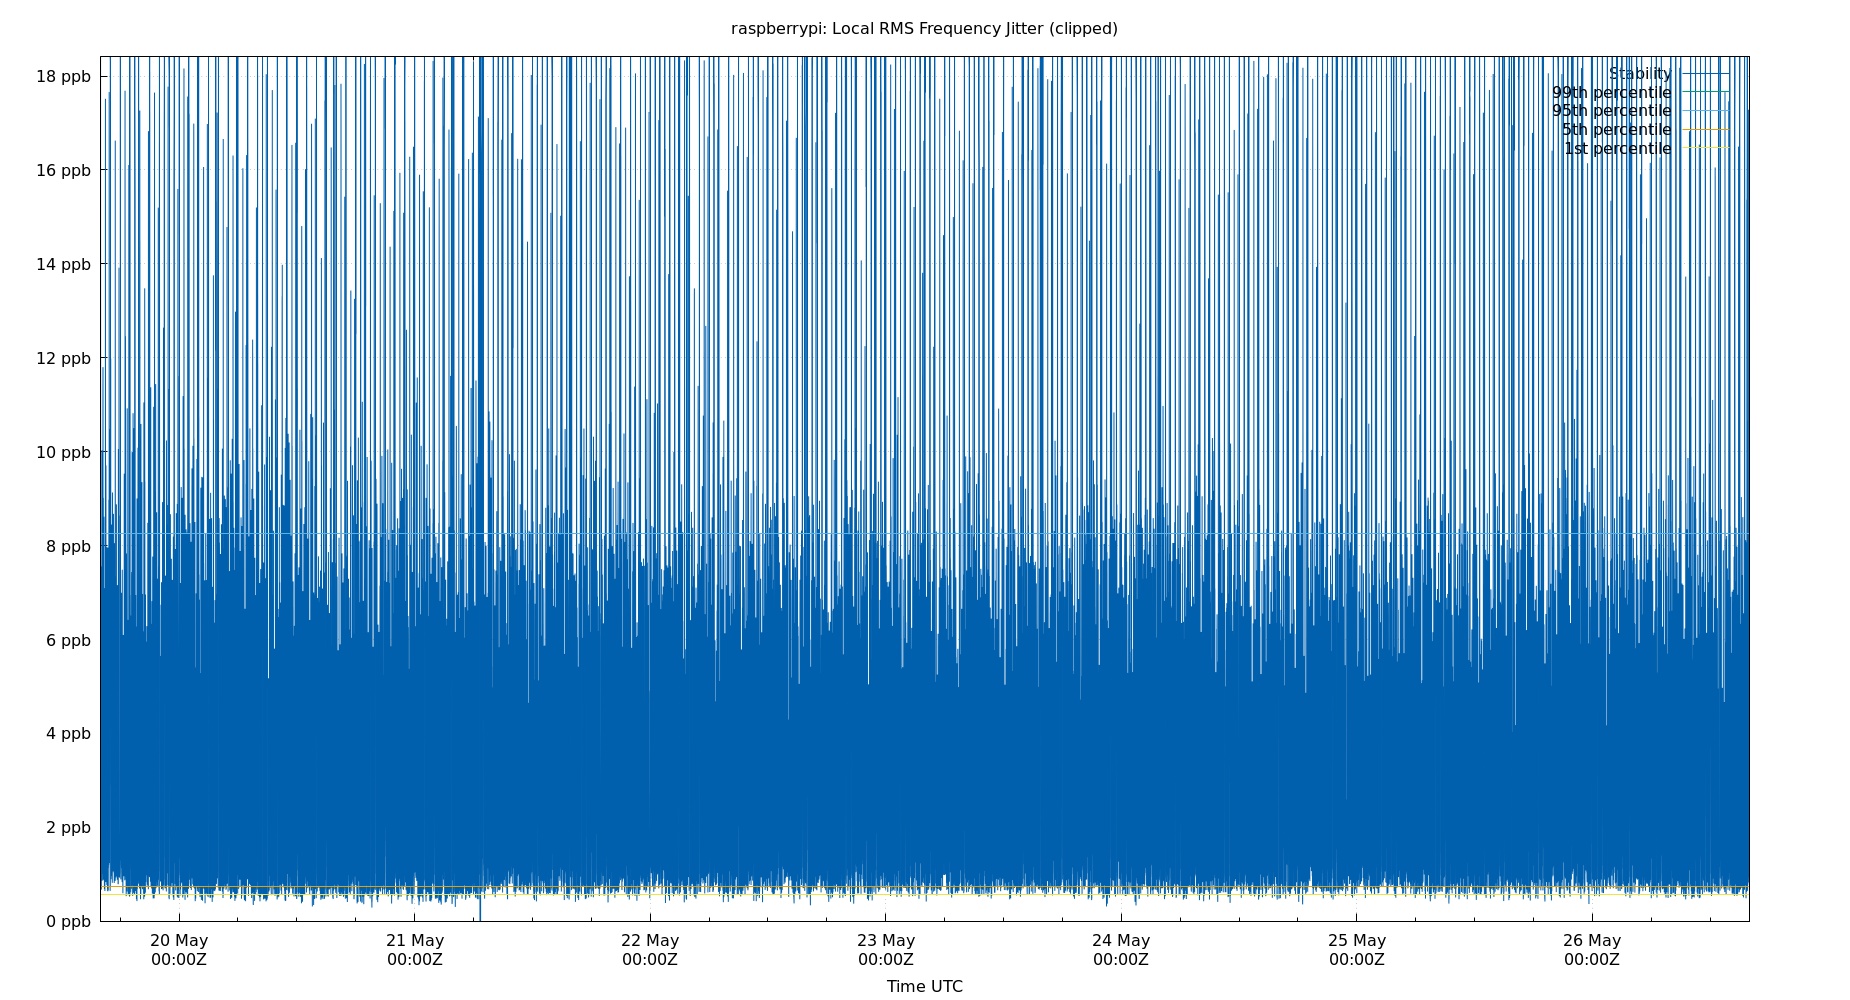 raspberrypi: Local RMS Frequency Jitter (clipped)
18 ppb
16 ppb
14 ppb
12 ppb
10 ppb
8 ppb
6 ppb
4 ppb
2 ppb
0 ppb
Stability
99th percentile
95th percentile
5th percentile
1st percentile
20 May 21 May 22 May 23 May 24 May 25 May 26 May
00:00Z 00:00Z 00:00Z 00:00Z 00:00Z 00:00Z 00:00Z
Time UTC